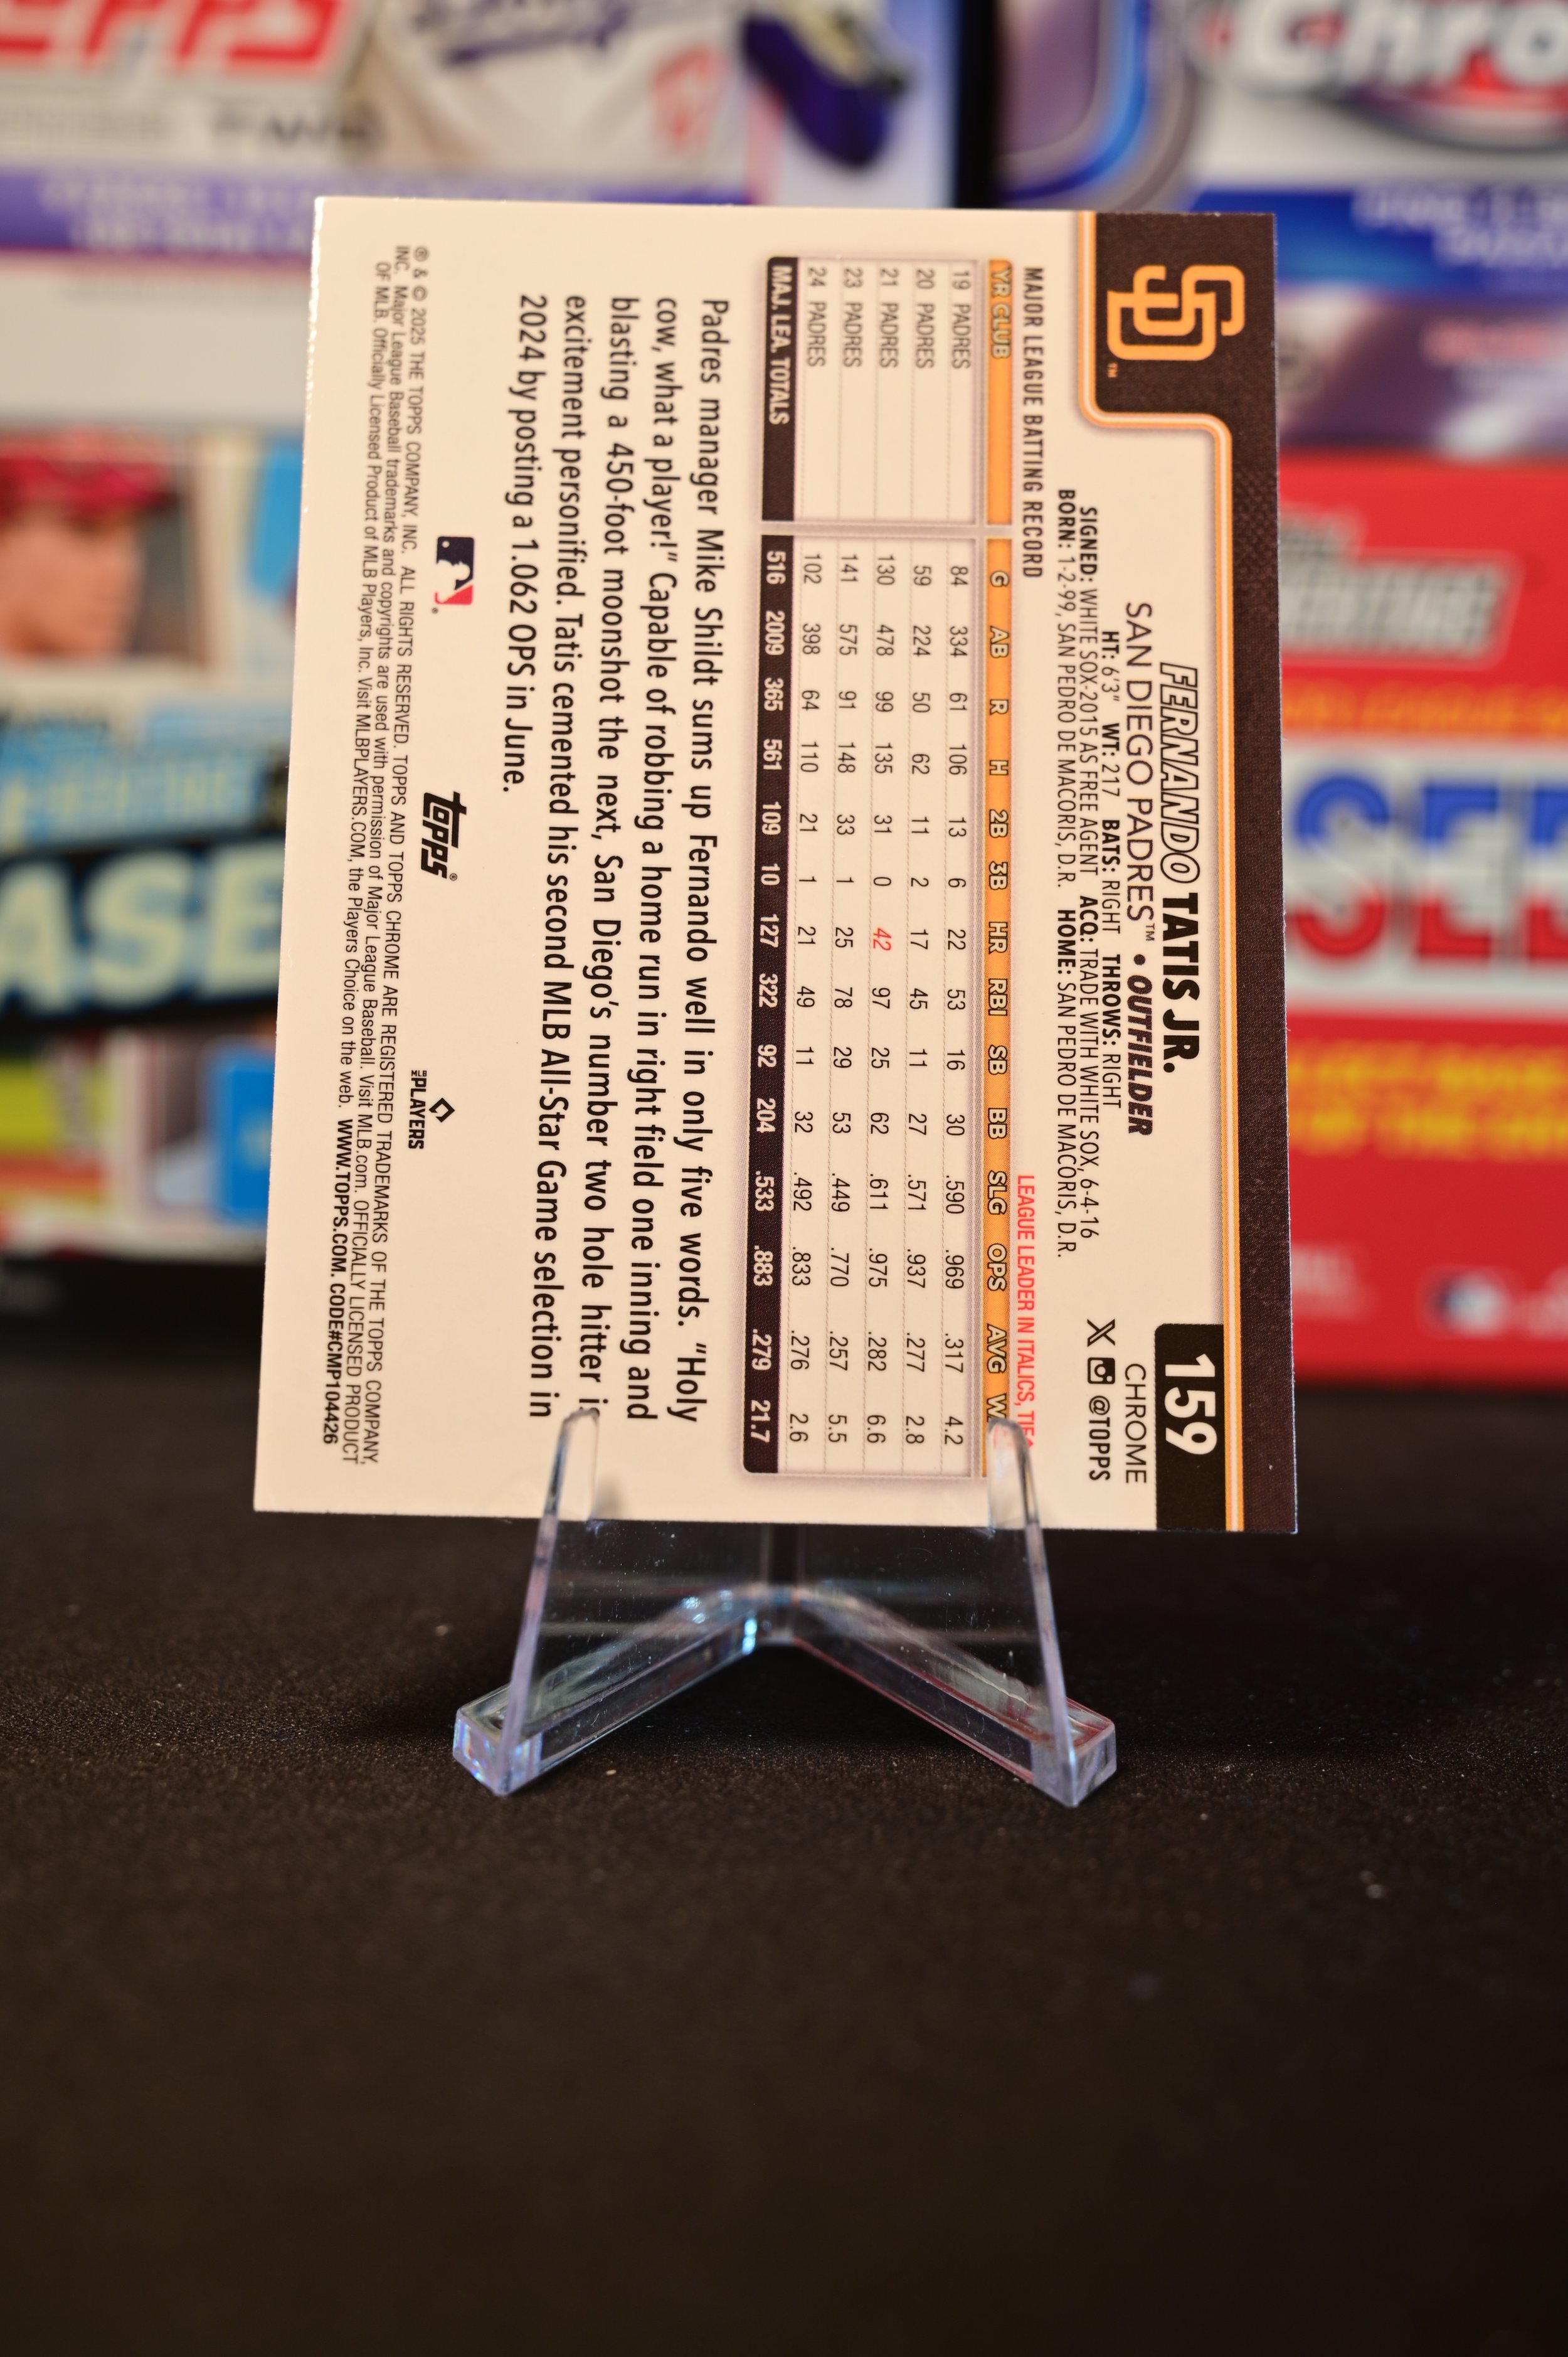 159
CHROME
@TOPPS
SD™
FERNANDO TATIS JR.
SAN DIEGO PADRES™ • OUTFIELDER
HT: 6'3" WT: 217 BATS: RIGHT THROWS: RIGHT
SIGNED: WHITE SOX-2015 AS FREE AGENT ACQ: TRADE WITH WHITE SOX, 6-4-16
BORN: 1-2-99, SAN PEDRO DE MACORIS, D.R. HOME: SAN PEDRO DE MACORIS, D.R.
MAJOR LEAGUE BATTING RECORD LEAGUE LEADER IN ITALICS,
YR CLUB G AB R H 2B 3B HR RBI SB BB SLG OPS AVG
19 PADRES 84 334 61 106 13 6 22 53 16 30 .590 .969 .317 4.2
20 PADRES 59 224 50 62 11 2 17 45 11 27 .571 .937 .277 2.8
21 PADRES 130 478 99 135 31 0 42 97 25 62 .611 .975 .282 6.6
23 PADRES 141 575 91 148 33 1 25 78 29 53 .449 .770 .257 5.5
24 PADRES 102 398 64 110 21 1 21 49 11 32 .492 .833 .276 2.6
MAJ. LEA. TOTALS 516 2009 365 561 109 10 127 322 92 204 .533 .883 .279 21.7
Padres manager Mike Shildt sums up Fernando well in only five words. "Holy
cow, what a player!" Capable of robbing a home run in right field one inning and
blasting a 450-foot moonshot the next, San Diego's number two hole hitter is
excitement personified. Tatis cemented his second MLB All-Star Game selection in
2024 by posting a 1.062 OPS in June.
topps®
MLB PLAYERS
® & © 2025 THE TOPPS COMPANY, INC. ALL RIGHTS RESERVED. TOPPS AND TOPPS CHROME ARE REGISTERED TRADEMARKS OF THE TOPPS COMPANY,
INC. Major League Baseball trademarks and copyrights are used with permission of Major League Baseball. Visit MLB.com. OFFICIALLY LICENSED PRODUCT
OF MLB. Officially Licensed Product of MLB Players, Inc. Visit MLBPLAYERS.COM, the Players Choice on the web. WWW.TOPPS.COM. CODE#CMP104426